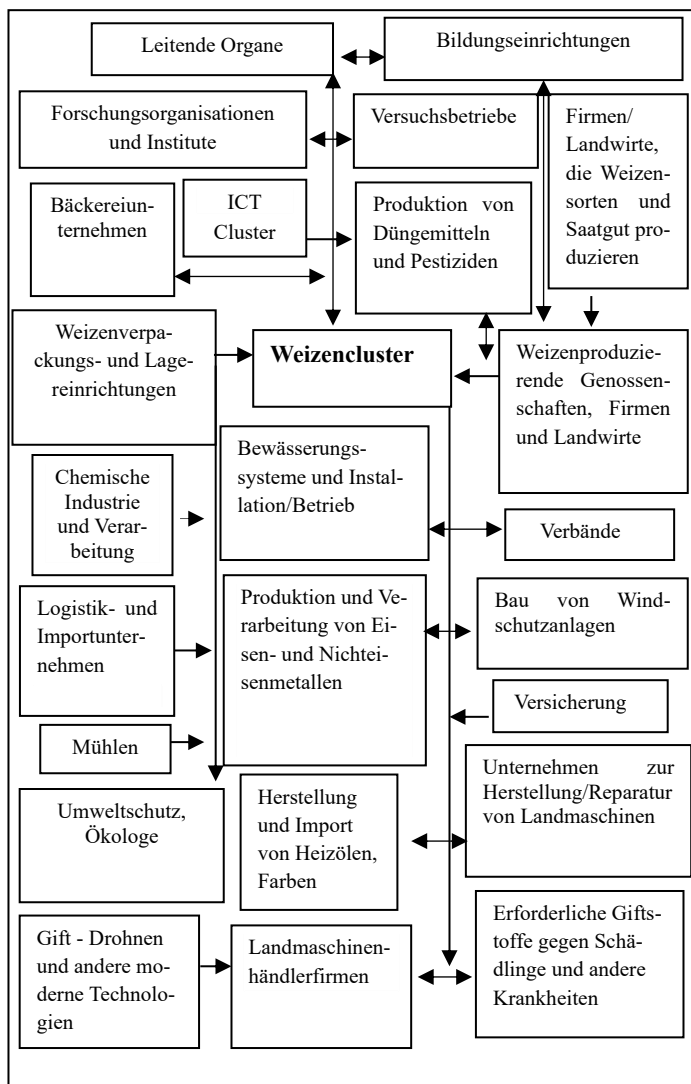 Leitende Organe
Bildungseinrichtungen
Forschungsorganisationen
und Institute
Versuchsbetriebe
Firmen/
Landwirte,
die Weizen-
sorten und
Saatgut pro-
duzieren
Bäckereiun-
ternehmen
ICT
Cluster
Produktion von
Düngemitteln
und Pestiziden
Weizenverpa-
ckungs- und Lage-
reinrichtungen
Weizencluster
Weizenproduzie-
rende Genossen-
schaften, Firmen
und Landwirte
Chemische
Industrie
und Verar-
beitung
Bewässerungs-
systeme und Instal-
lation/Betrieb
Verbände
Logistik- und
Importunter-
nehmen
Produktion und Ve-
rarbeitung von Ei-
sen- und Nichteis-
enmetallen
Bau von Wind-
schutzanlagen
Versicherung
Mühlen
Umweltschutz,
Ökologe
Herstellung
und Import
von Heizölen,
Farben
Unternehmen zur
Herstellung/Reparatur
von Landmaschinen
Gift - Drohnen
und andere mo-
derne Technolo-
gien
Landmaschinen-
händlerfirmen
Erforderliche Gifts-
toffe gegen Schä-
dlinge und andere
Krankheiten